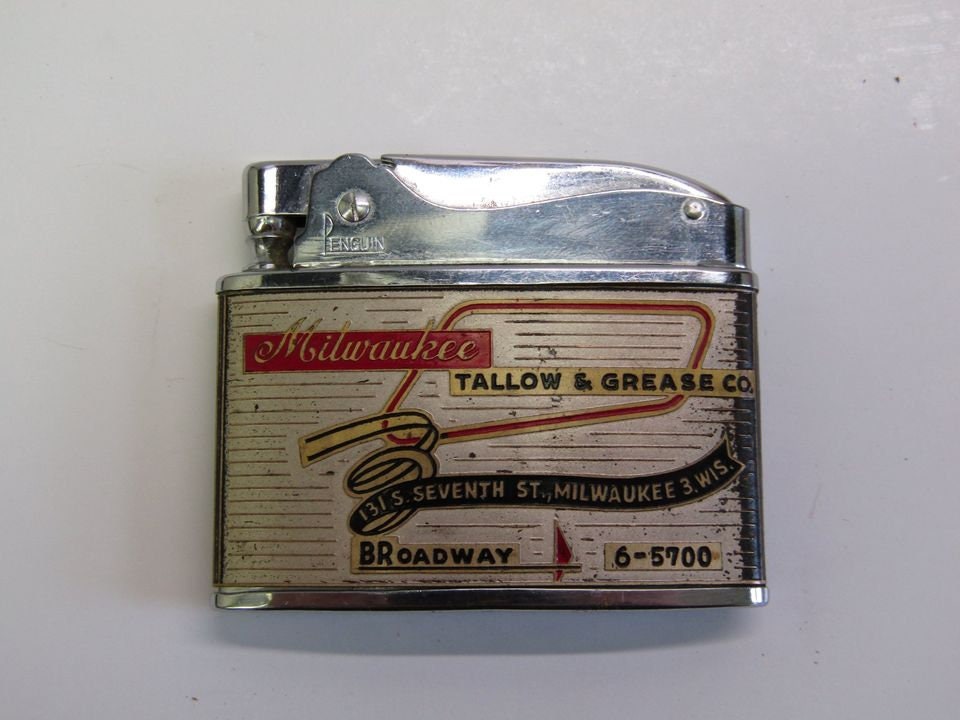 PENGUIN
Milwaukee
TALLOW & GREASE CO.
131 S. SEVENTH ST., MILWAUKEE 3, WIS.
BROADWAY 6-5700